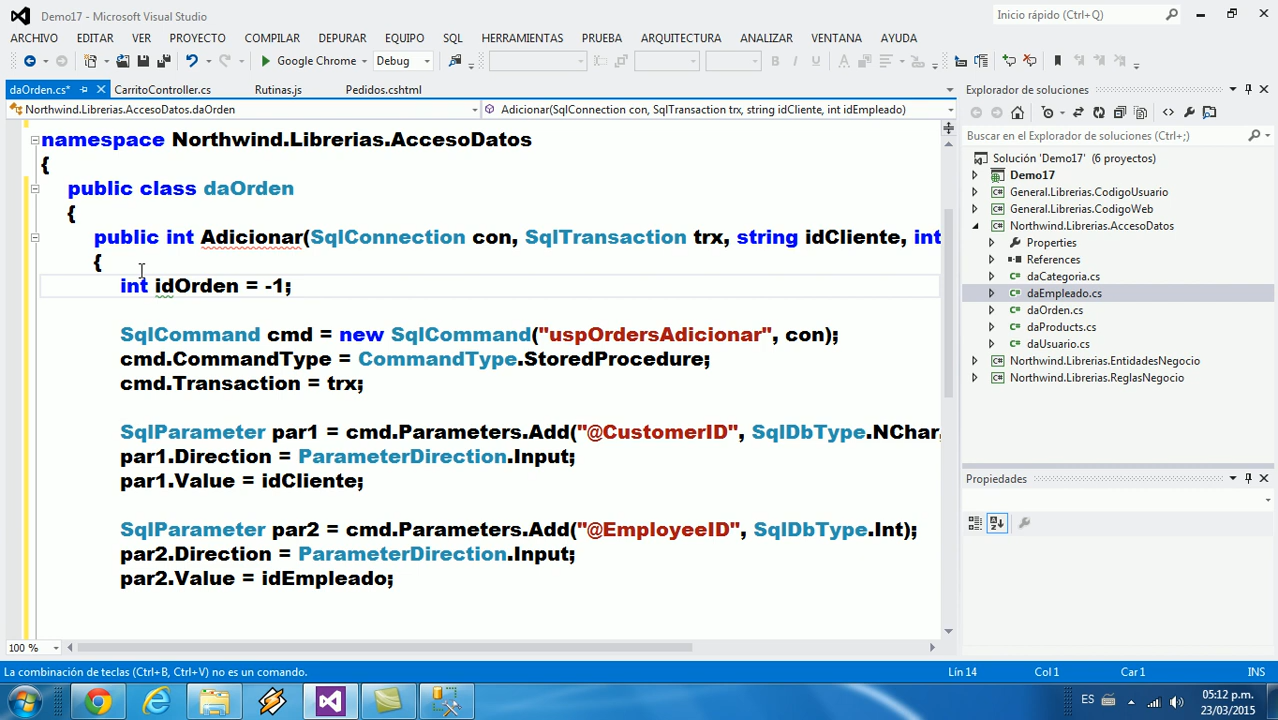 Demo17 - Microsoft Visual Studio
Inicio rápido (Ctrl+Q)
ARCHIVO EDITAR VER PROYECTO COMPILAR DEPURAR EQUIPO SQL HERRAMIENTAS PRUEBA ARQUITECTURA ANALIZAR VENTANA AYUDA
Google Chrome Debug
daOrden.cs* CarritoController.cs Rutinas.js Pedidos.cshtml
Northwind.Librerias.AccesoDatos.daOrden
Adicionar(SqlConnection con, SqlTransaction trx, string idCliente, int idEmpleado)
namespace Northwind.Librerias.AccesoDatos
{
public class daOrden
{
public int Adicionar(SqlConnection con, SqlTransaction trx, string idCliente, int
{
int idOrden = -1;
SqlCommand cmd = new SqlCommand("uspOrdersAdicionar", con);
cmd.CommandType = CommandType.StoredProcedure;
cmd.Transaction = trx;
SqlParameter par1 = cmd.Parameters.Add("@CustomerID", SqlDbType.NChar,
par1.Direction = ParameterDirection.Input;
par1.Value = idCliente;
SqlParameter par2 = cmd.Parameters.Add("@EmployeeID", SqlDbType.Int);
par2.Direction = ParameterDirection.Input;
par2.Value = idEmpleado;
100 %
Explorador de soluciones
Buscar en el Explorador de soluciones (Ctrl+;)
Solución 'Demo17' (6 proyectos)
Demo17
General.Librerias.CodigoUsuario
General.Librerias.CodigoWeb
Northwind.Librerias.AccesoDatos
Properties
References
daCategoria.cs
daEmpleado.cs
daOrden.cs
daProducts.cs
daUsuario.cs
Northwind.Librerias.EntidadesNegocio
Northwind.Librerias.ReglasNegocio
Propiedades
La combinación de teclas (Ctrl+B, Ctrl+V) no es un comando.
Lín 14 Col 1 Car 1 INS
ES
05:12 p.m.
23/03/2015